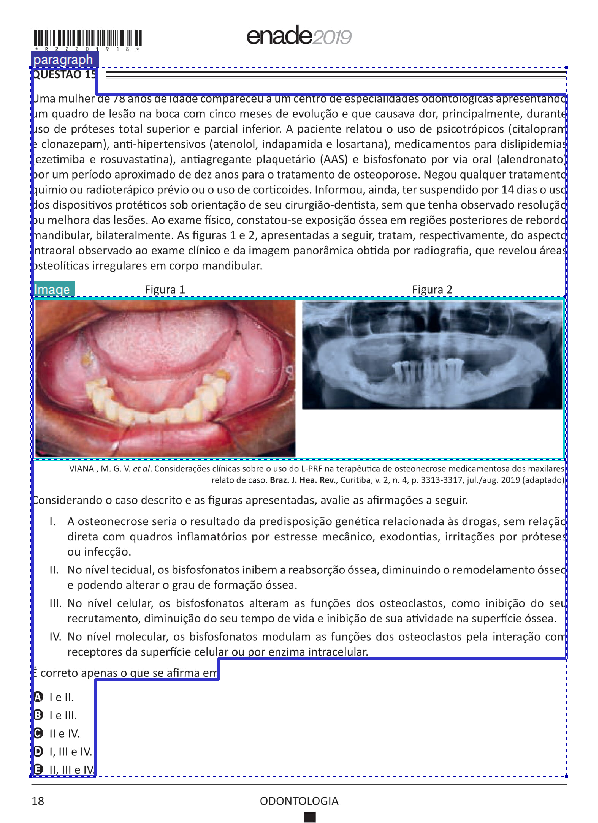 enade2019
*R22201918*
paragraph
QUESTÃO 15
Uma mulher de 78 anos de idade compareceu a um centro de especialidades odontológicas apresentando
um quadro de lesão na boca com cinco meses de evolução e que causava dor, principalmente, durante
uso de próteses total superior e parcial inferior. A paciente relatou o uso de psicotrópicos (citalopram
e clonazepam), anti-hipertensivos (atenolol, indapamida e losartana), medicamentos para dislipidemias
(ezetimiba e rosuvastatina), antiagregante plaquetário (AAS) e bisfosfonato por via oral (alendronato)
por um período aproximado de dez anos para o tratamento de osteoporose. Negou qualquer tratamento
quimio ou radioterápico prévio ou o uso de corticoides. Informou, ainda, ter suspendido por 14 dias o uso
dos dispositivos protéticos sob orientação de seu cirurgião-dentista, sem que tenha observado resolução
ou melhora das lesões. Ao exame físico, constatou-se exposição óssea em regiões posteriores de rebordo
mandibular, bilateralmente. As figuras 1 e 2, apresentadas a seguir, tratam, respectivamente, do aspecto
intraoral observado ao exame clínico e da imagem panorâmica obtida por radiografia, que revelou áreas
osteolíticas irregulares em corpo mandibular.
Image
Figura 1 Figura 2
VIANA , M. G. V. et al. Considerações clínicas sobre o uso do L-PRF na terapêutica de osteonecrose medicamentosa dos maxilares:
relato de caso. Braz. J. Hea. Rev., Curitiba, v. 2, n. 4, p. 3313-3317, jul./aug. 2019 (adaptado).
Considerando o caso descrito e as figuras apresentadas, avalie as afirmações a seguir.
I. A osteonecrose seria o resultado da predisposição genética relacionada às drogas, sem relação
direta com quadros inflamatórios por estresse mecânico, exodontias, irritações por próteses
ou infecção.
II. No nível tecidual, os bisfosfonatos inibem a reabsorção óssea, diminuindo o remodelamento ósseo
e podendo alterar o grau de formação óssea.
III. No nível celular, os bisfosfonatos alteram as funções dos osteoclastos, como inibição do seu
recrutamento, diminuição do seu tempo de vida e inibição de sua atividade na superfície óssea.
IV. No nível molecular, os bisfosfonatos modulam as funções dos osteoclastos pela interação com
receptores da superfície celular ou por enzima intracelular.
É correto apenas o que se afirma em
A I e II.
B I e III.
C II e IV.
D I, III e IV.
E II, III e IV.
18 ODONTOLOGIA